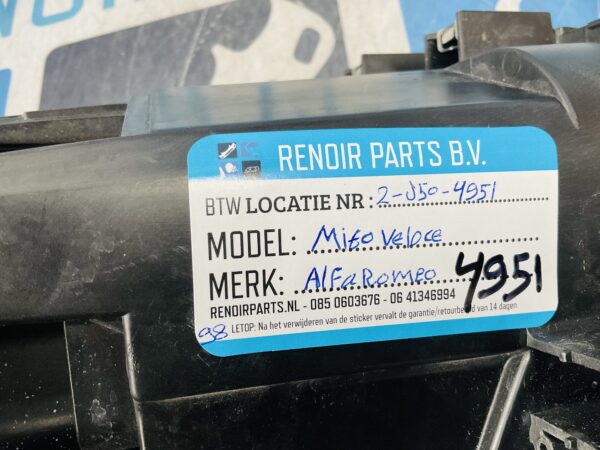 RENOIR PARTS B.V.
BTW LOCATIE NR : 2-J50-4951
MODEL: Mito Veloce
MERK: Alfa Romeo
4951
RENOIRPARTS.NL - 085 0603676 - 06 41346994
98 LETOP: Na het verwijderen van de sticker vervalt de garantie/retourbeleid van 14 dagen